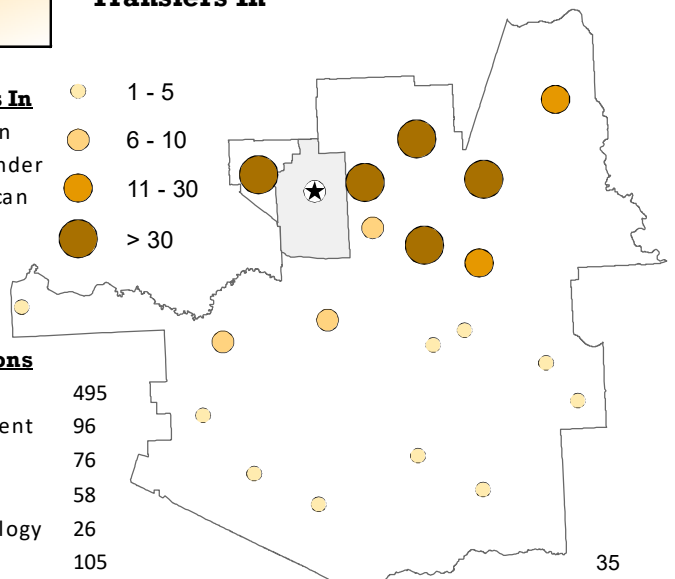 Transfers In
s In
1 - 5
n
6 - 10
nder
11 - 30
can
> 30
ons
495
ent 96
76
58
logy 26
105
35